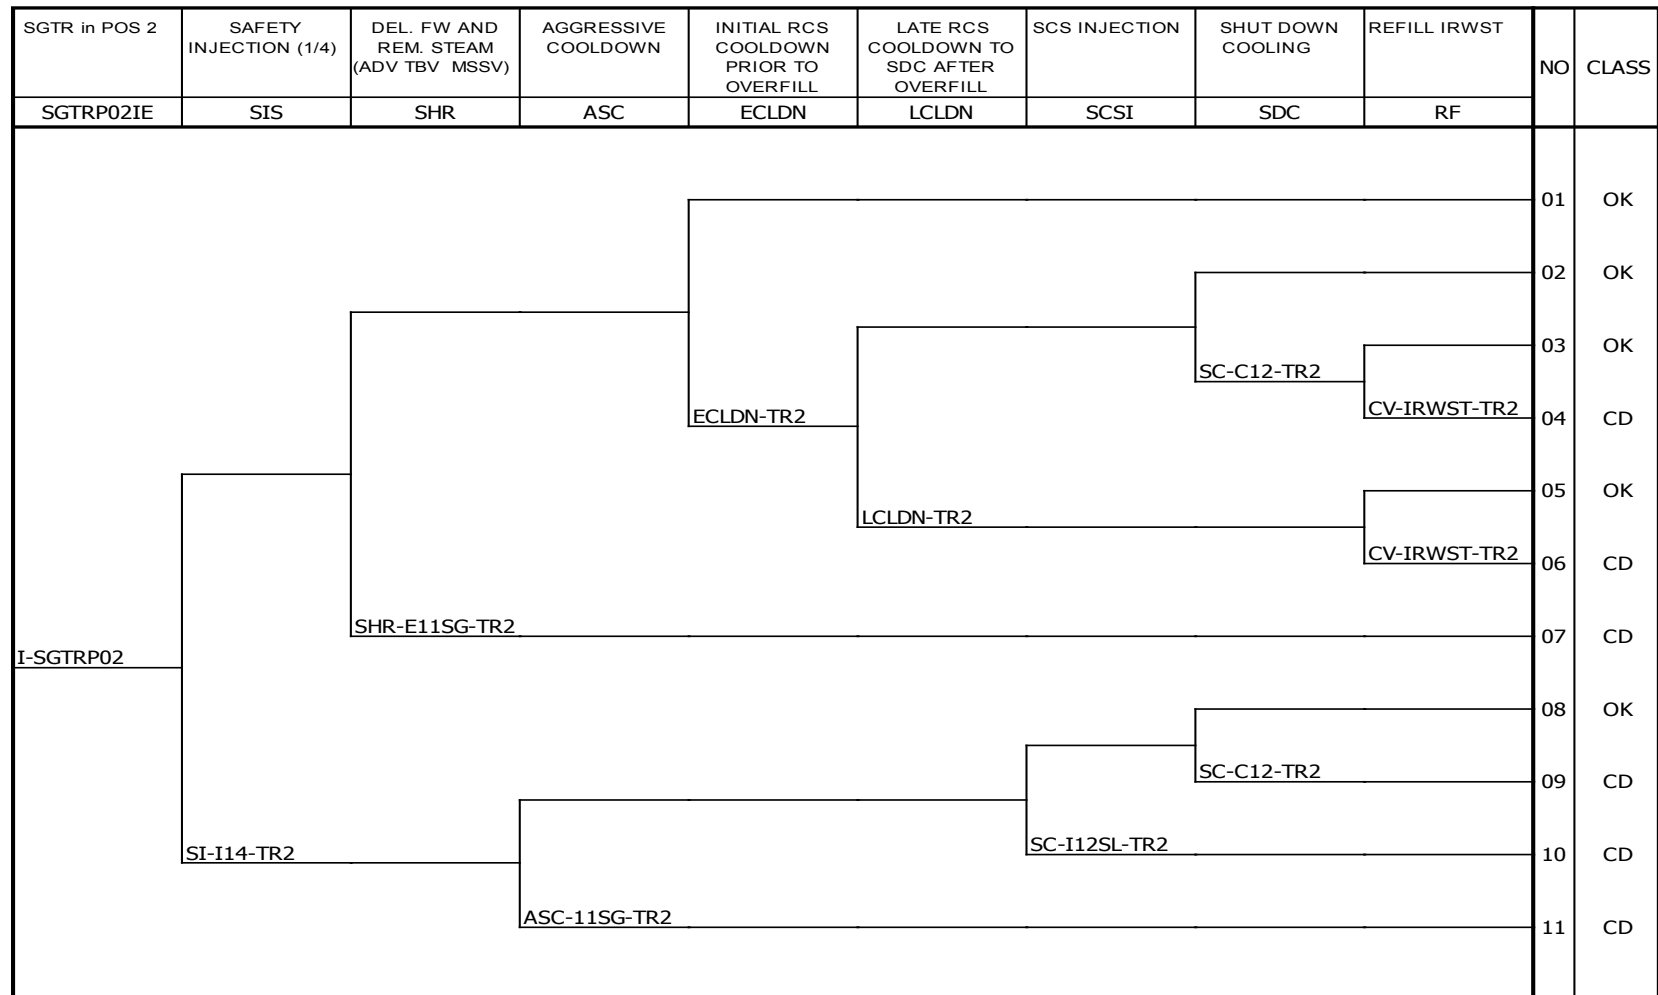 SGTR in POS 2
SAFETY
INJECTION (1/4)
DEL. FW AND
REM. STEAM
(ADV TBV MSSV)
AGGRESSIVE
COOLDOWN
INITIAL RCS
COOLDOWN
PRIOR TO
OVERFILL
LATE RCS
COOLDOWN TO
SDC AFTER
OVERFILL
SCS INJECTION
SHUT DOWN
COOLING
REFILL IRWST
NO
CLASS
SGTRP02IE
SIS
SHR
ASC
ECLDN
LCLDN
SCSI
SDC
RF
01 OK
02 OK
03 OK
SC-C12-TR2
CV-IRWST-TR2
ECLDN-TR2
04 CD
05 OK
LCLDN-TR2
CV-IRWST-TR2
06 CD
SHR-E11SG-TR2
07 CD
I-SGTRP02
08 OK
SC-C12-TR2
09 CD
SC-I12SL-TR2
SI-I14-TR2
10 CD
ASC-11SG-TR2
11 CD